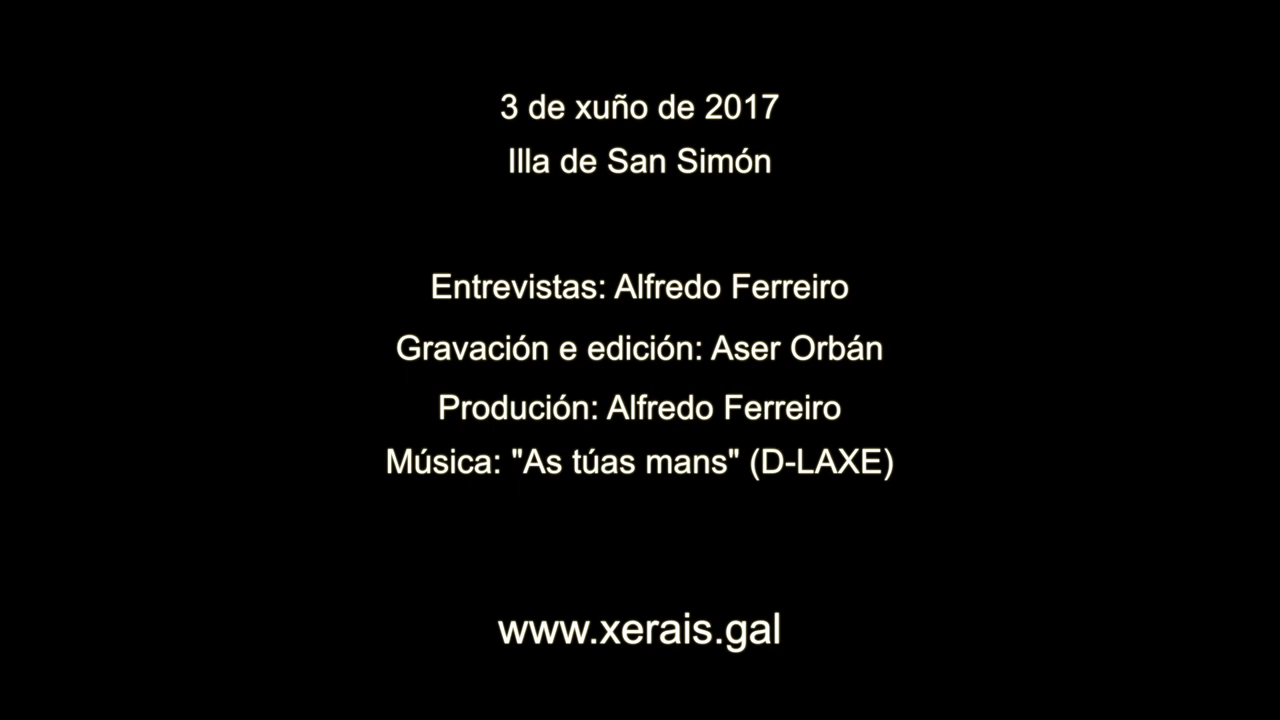 3 de xuño de 2017
Illa de San Simón
Entrevistas: Alfredo Ferreiro
Gravación e edición: Aser Orbán
Produción: Alfredo Ferreiro
Música: "As túas mans" (D-LAXE)
www.xerais.gal